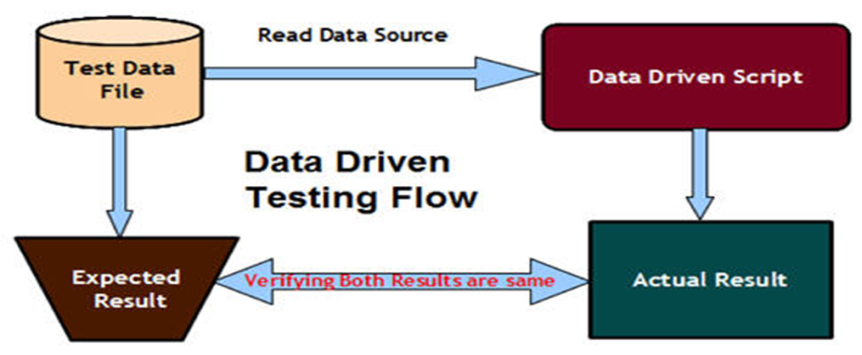 Read Data Source
Test Data
File
Data Driven Script
Data Driven
Testing Flow
Expected
Result
Verifying Both Results are same
Actual Result